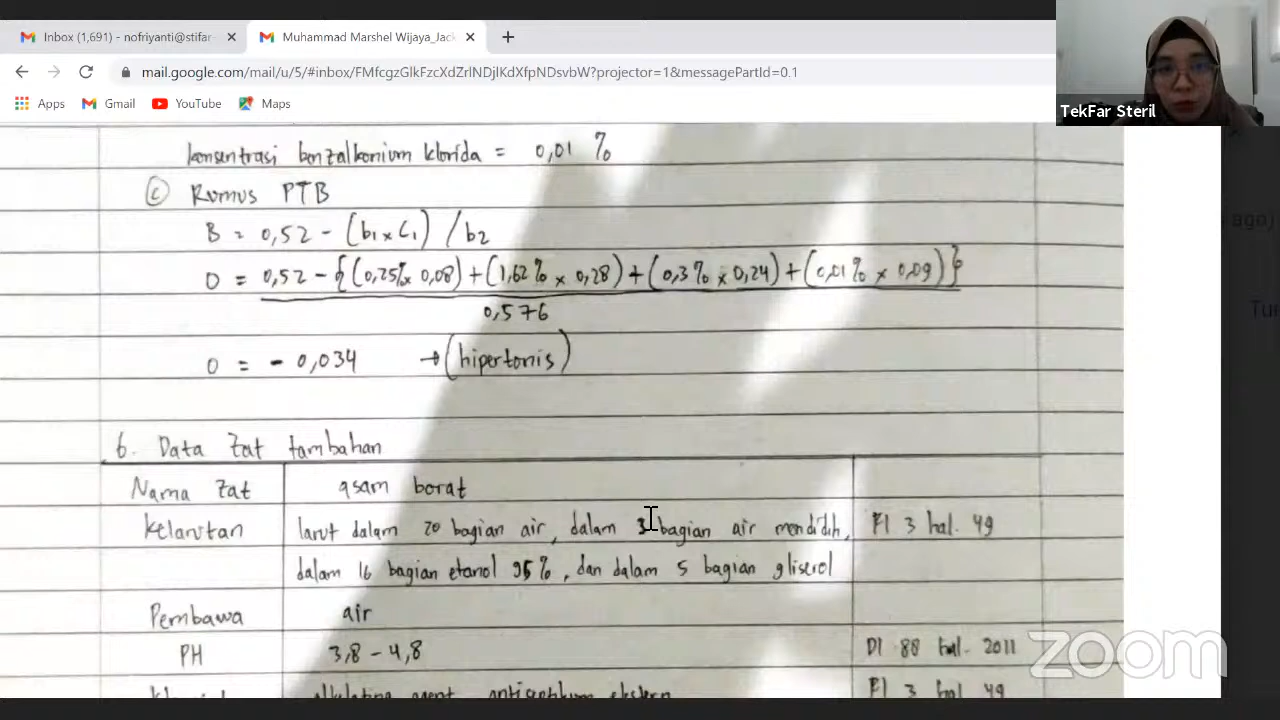 Inbox (1,691) - nofriyanti@stifar
Muhammad Marshel Wijaya_Jack
mail.google.com/mail/u/5/#inbox/FMfcgzGlkFzcXdZrlNDJlKdXfpNDsvbW?projector=1&messagePartId=0.1
Apps Gmail YouTube Maps
TekFar Steril
konsentrasi benzalkonium klorida = 0,01 %
(c) Rumus PTB
B = 0,52 - (b1 x C1) / b2
0 = 0,52 - {(0,25% x 0,08) + (1,62% x 0,28) + (0,3% x 0,24) + (0,01% x 0,09)}
0,576
0 = - 0,034 → (hipertonis)
6. Data Zat tambahan
Nama Zat asam borat
Kelarutan larut dalam 20 bagian air, dalam 3 bagian air mendidih, FI 3 hal. 49
dalam 16 bagian etanol 95%, dan dalam 5 bagian gliserol
Pembawa air
PH 3,8 - 4,8 DI 88 hal. 2011
FI 3 hal 49
zoom